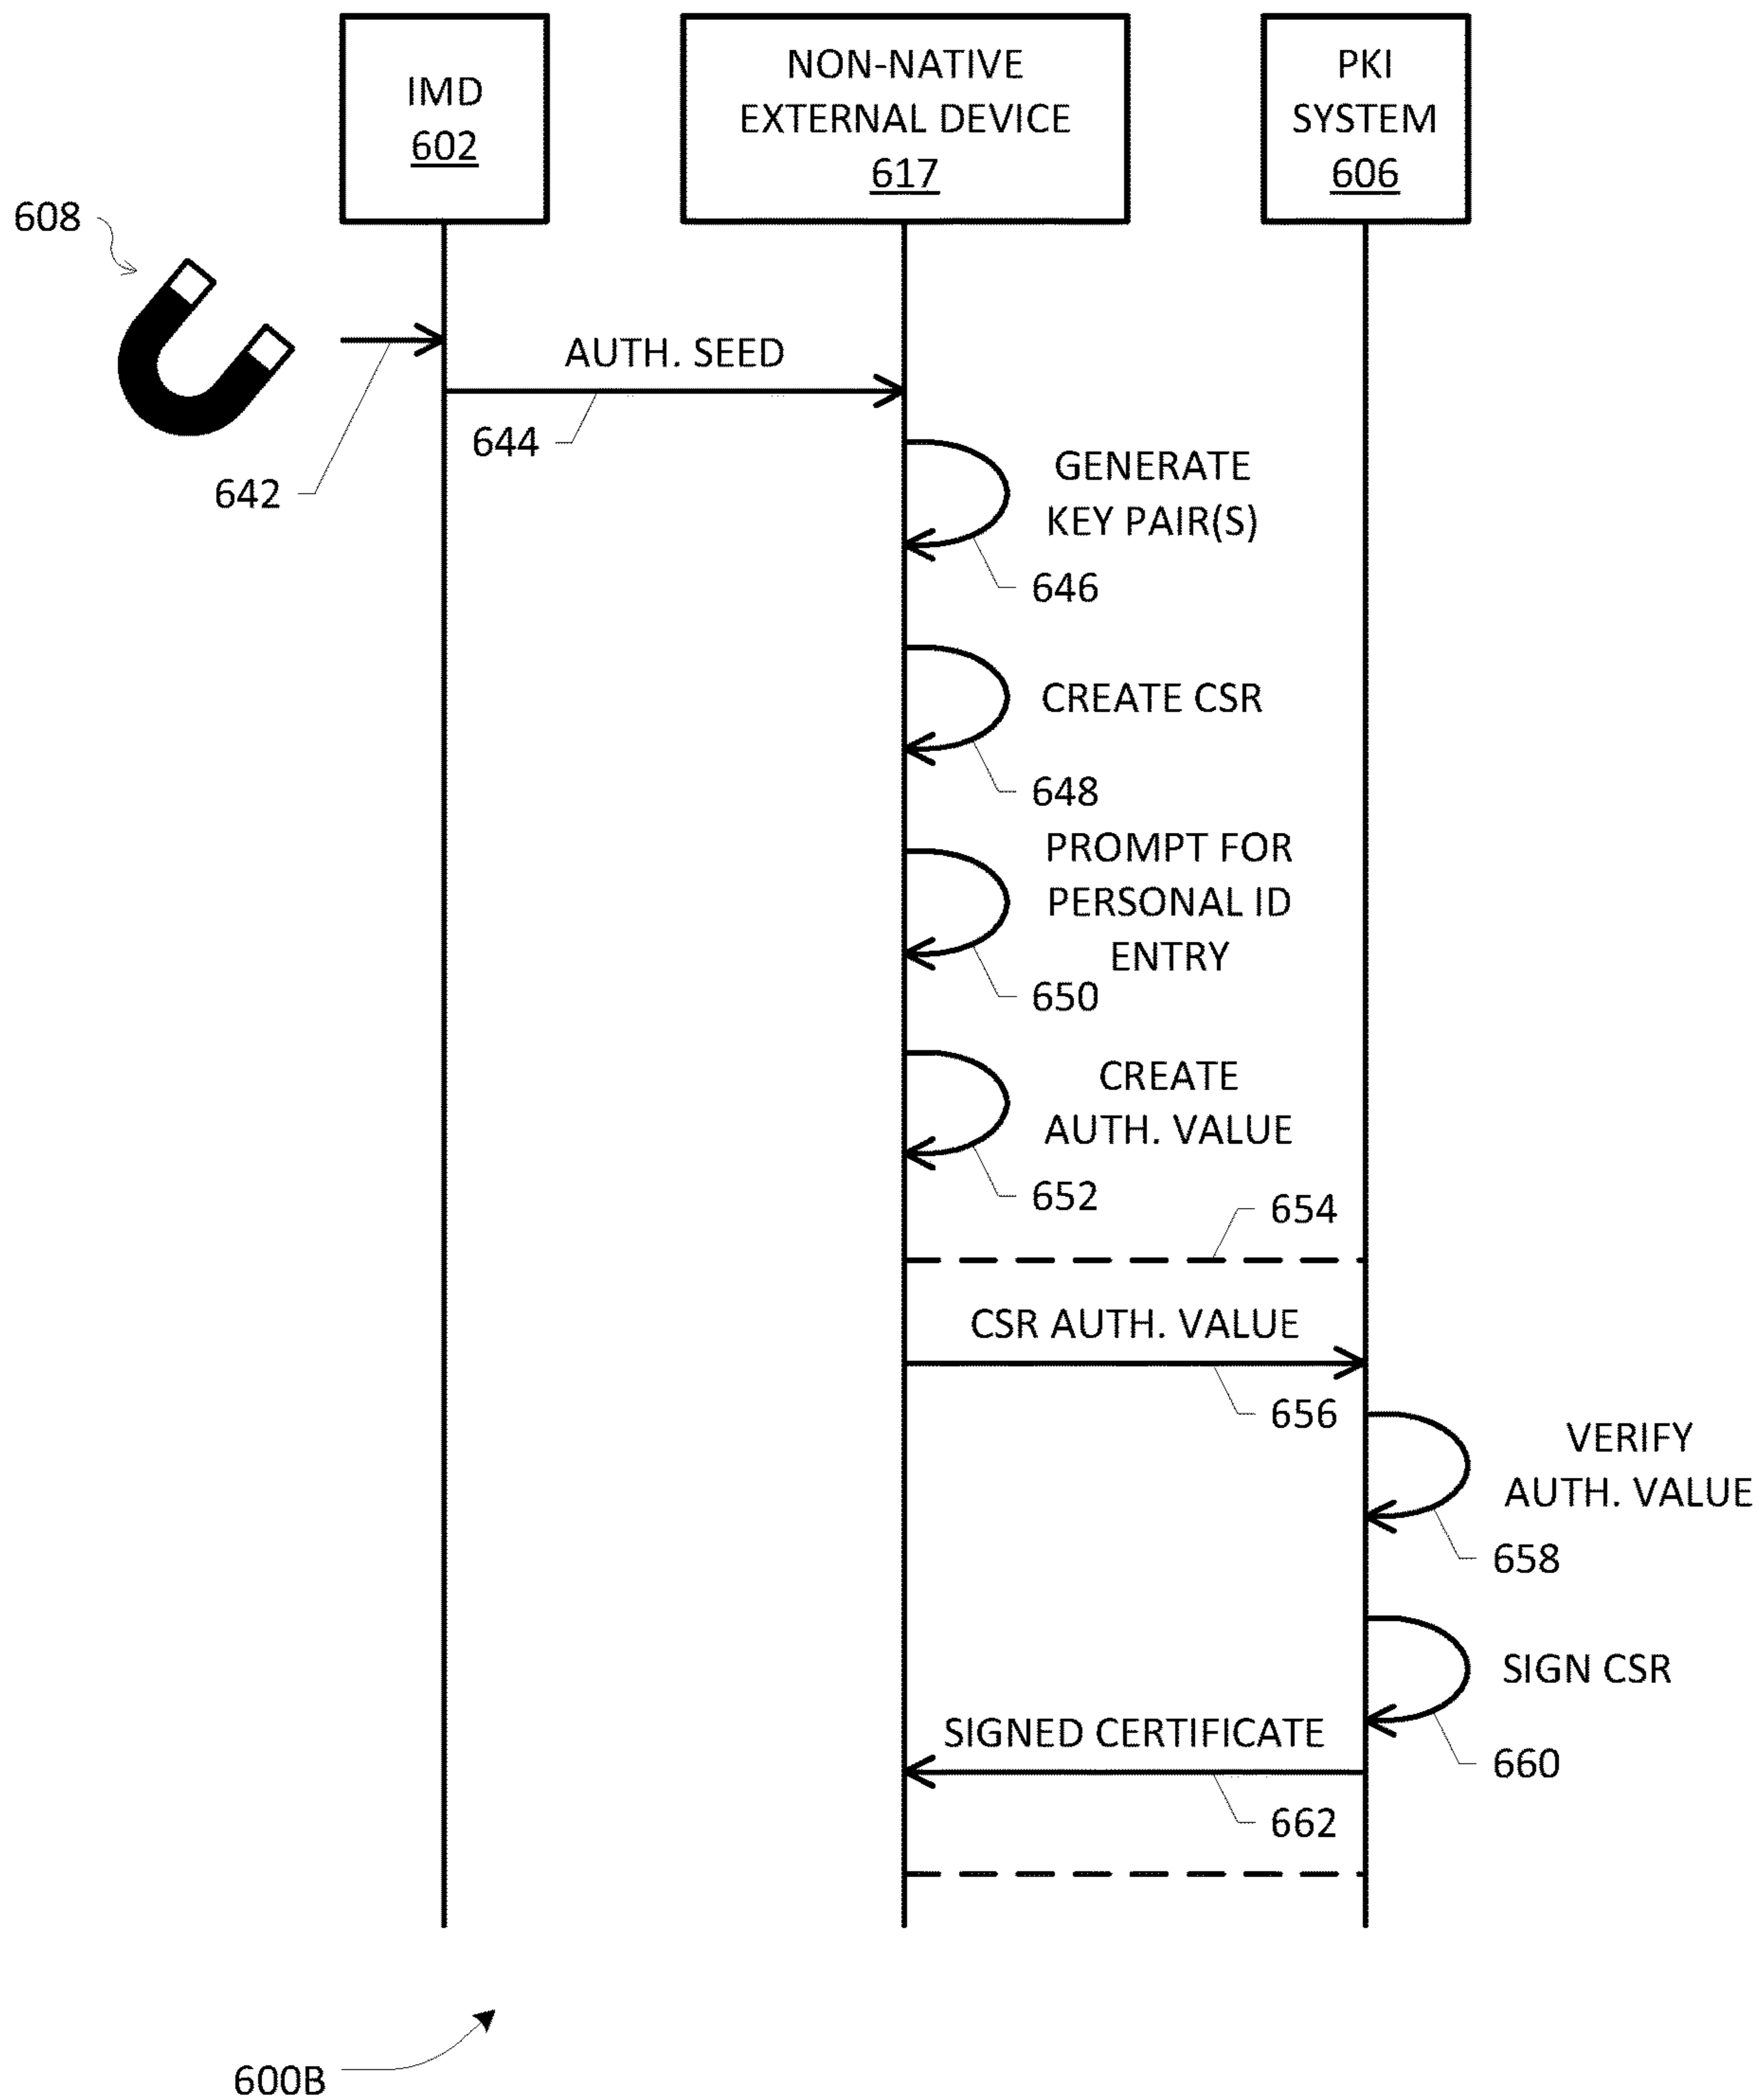 IMD
602
NON-NATIVE
EXTERNAL DEVICE
617
PKI
SYSTEM
606
608
AUTH. SEED
644
642
GENERATE
KEY PAIR(S)
646
CREATE CSR
648
PROMPT FOR
PERSONAL ID
ENTRY
650
CREATE
AUTH. VALUE
652
654
CSR AUTH. VALUE
656
VERIFY
AUTH. VALUE
658
SIGN CSR
660
SIGNED CERTIFICATE
662
600B